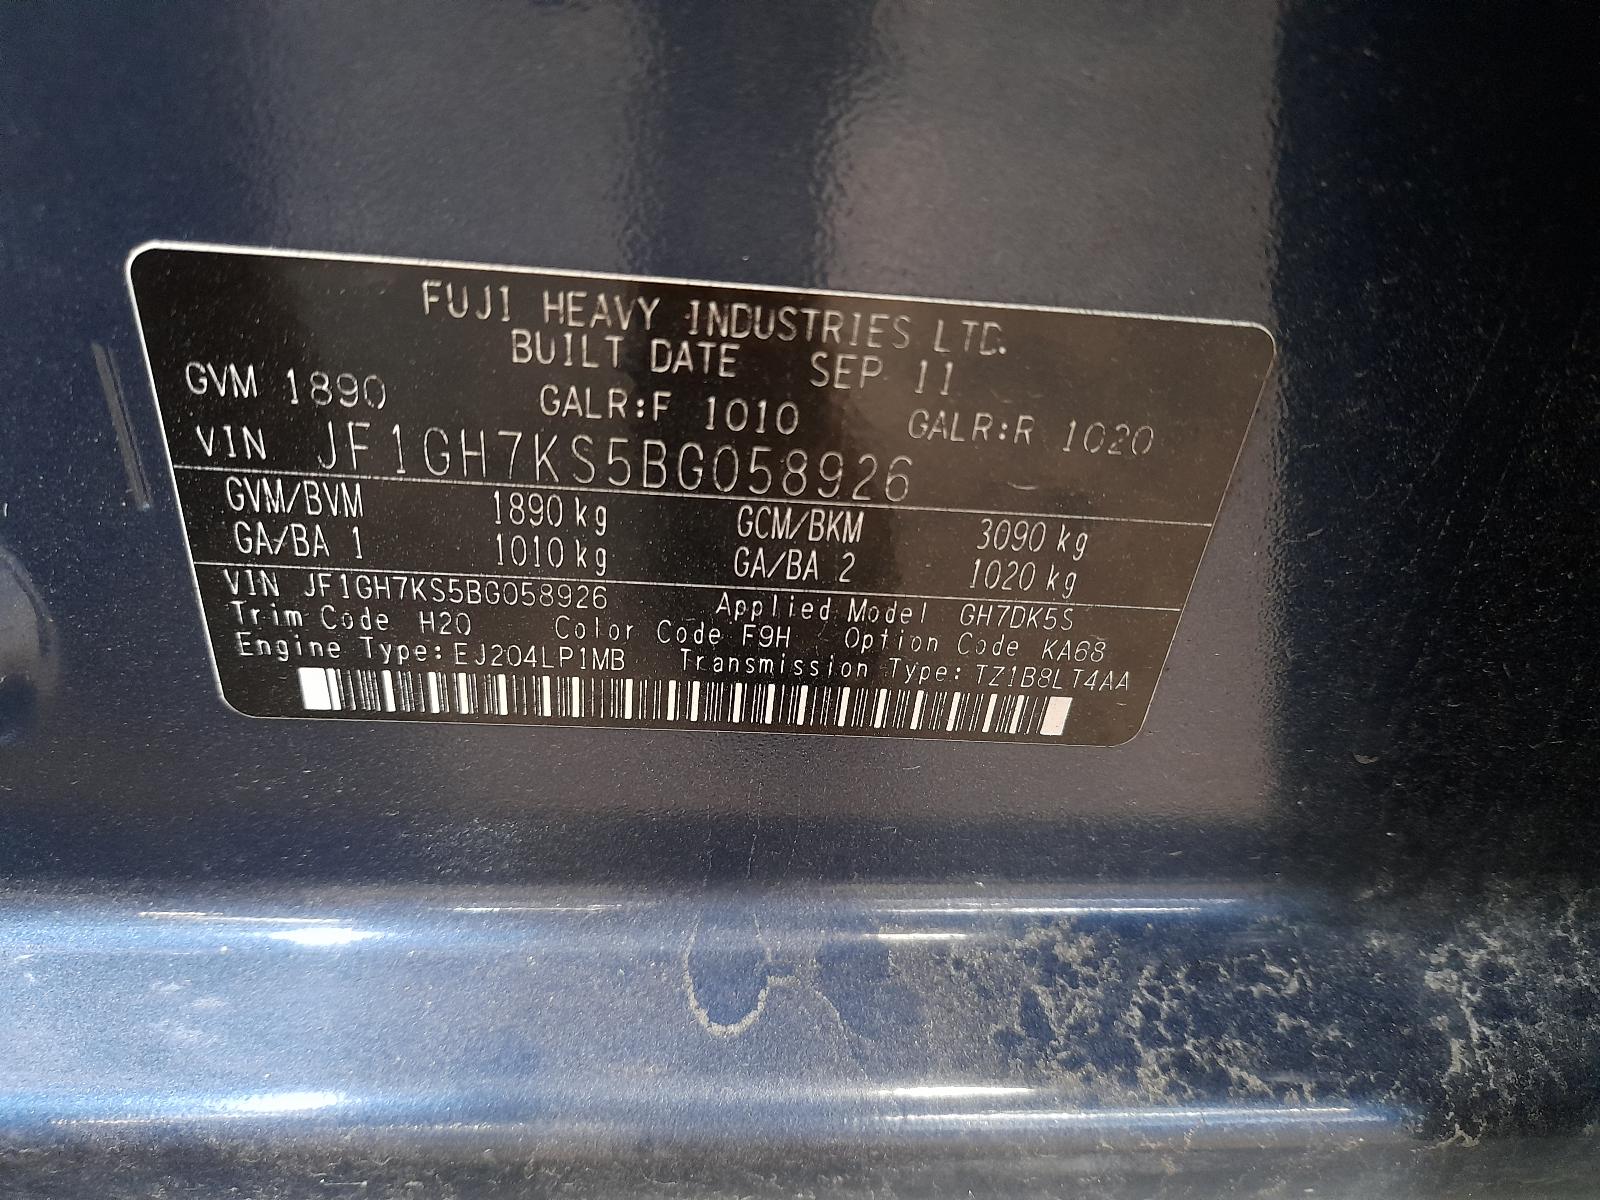 FUJI HEAVY INDUSTRIES LTD.
BUILT DATE SEP 11
GVM 1890 GALR:F 1010 GALR:R 1020
VIN JF1GH7KS5BG058926
GVM/BVM 1890 kg GCM/BKM 3090 kg
GA/BA 1 1010 kg GA/BA 2 1020 kg
VIN JF1GH7KS5BG058926 Applied Model GH7DK5S
Trim Code H20 Color Code F9H Option Code KA68
Engine Type: EJ204LP1MB Transmission Type: TZ1B8LT4AA